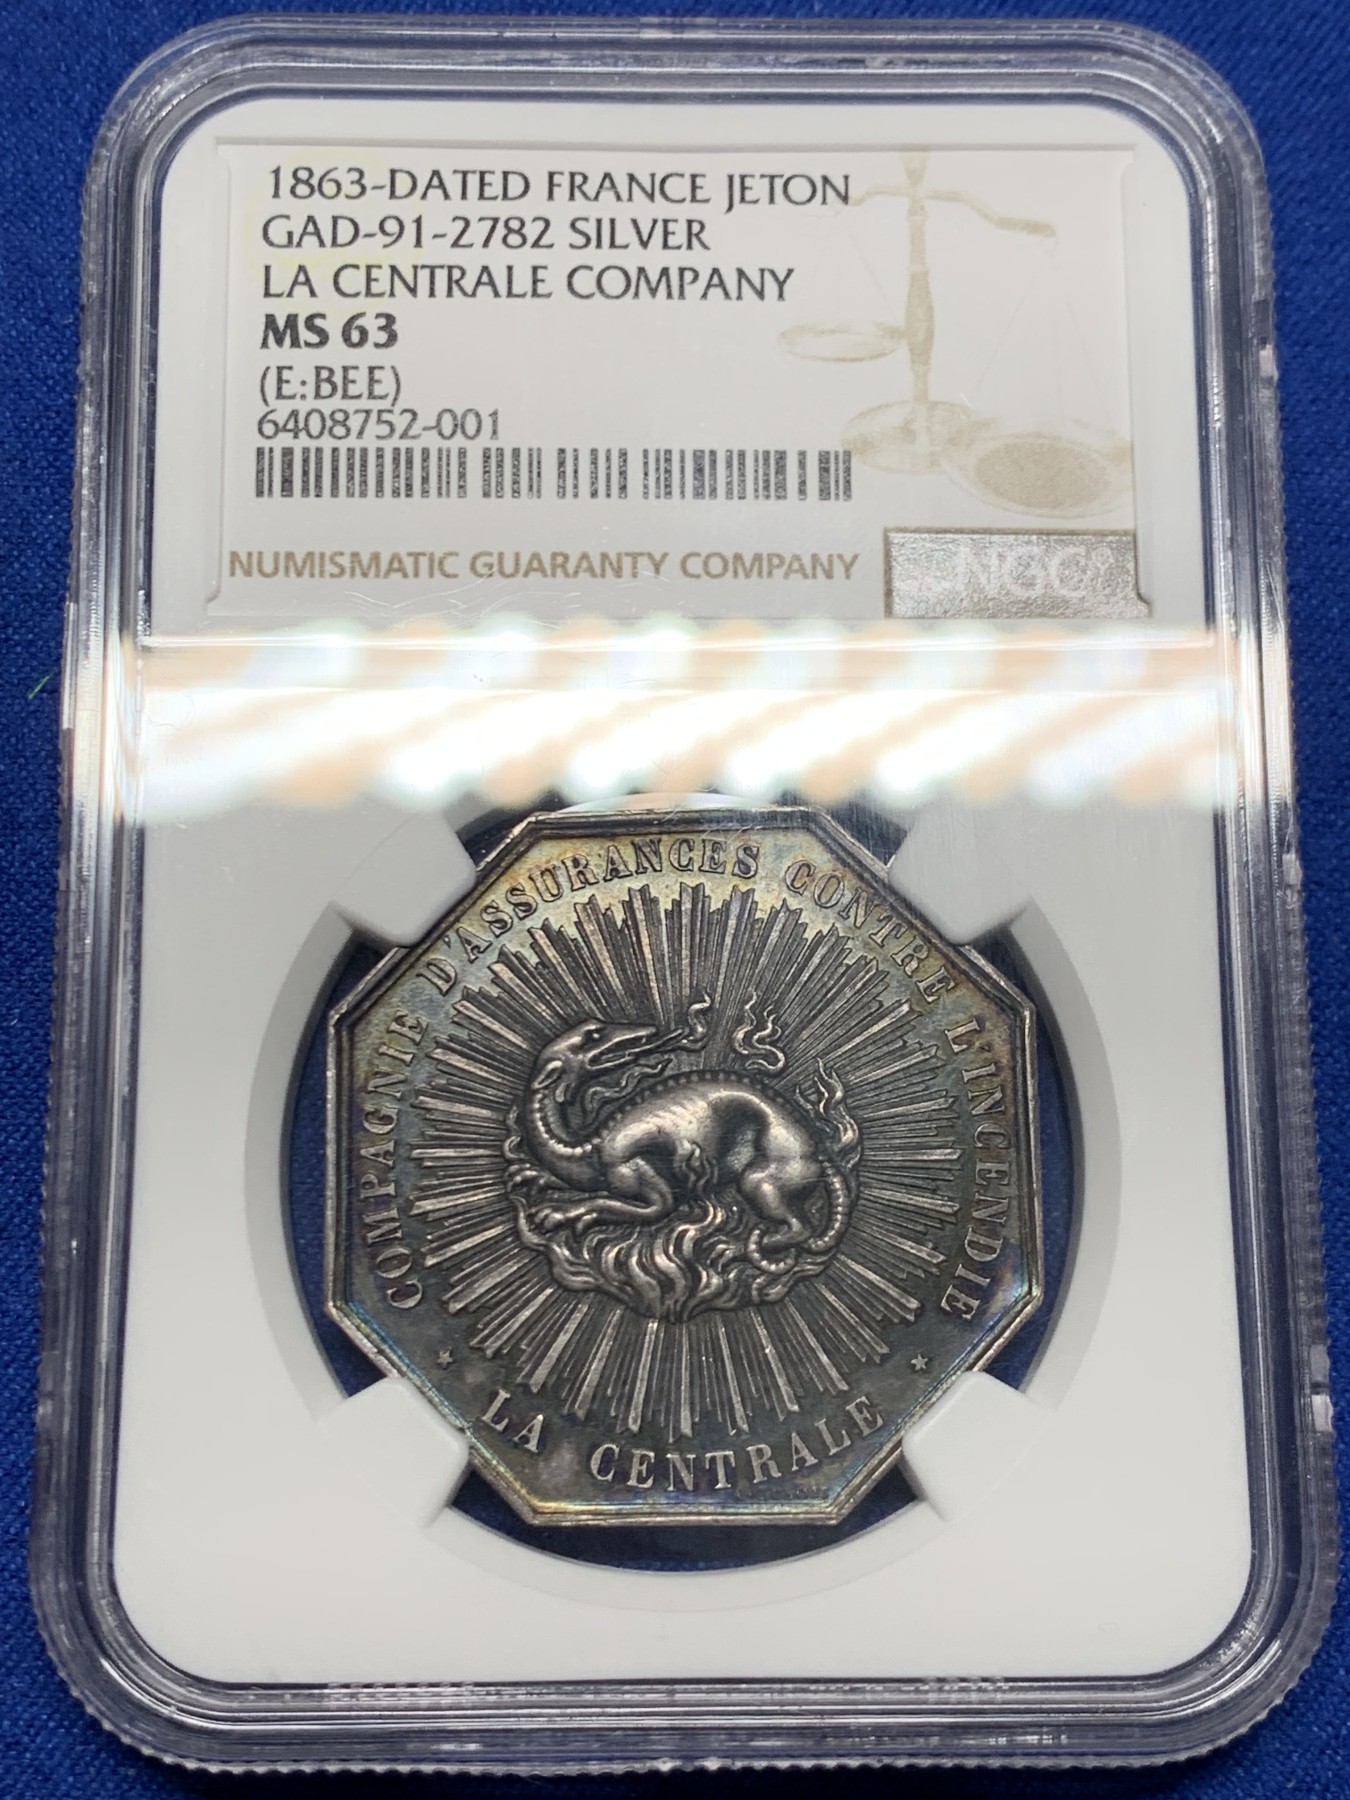 1863-DATED FRANCE JETON
GAD-91-2782 SILVER
LA CENTRALE COMPANY
MS 63
(E:BEE)
6408752-001
NUMISMATIC GUARANTY COMPANY
NGC
COMPAGNIE D'ASSURANCES CONTRE L'INCENDIE
* LA CENTRALE *